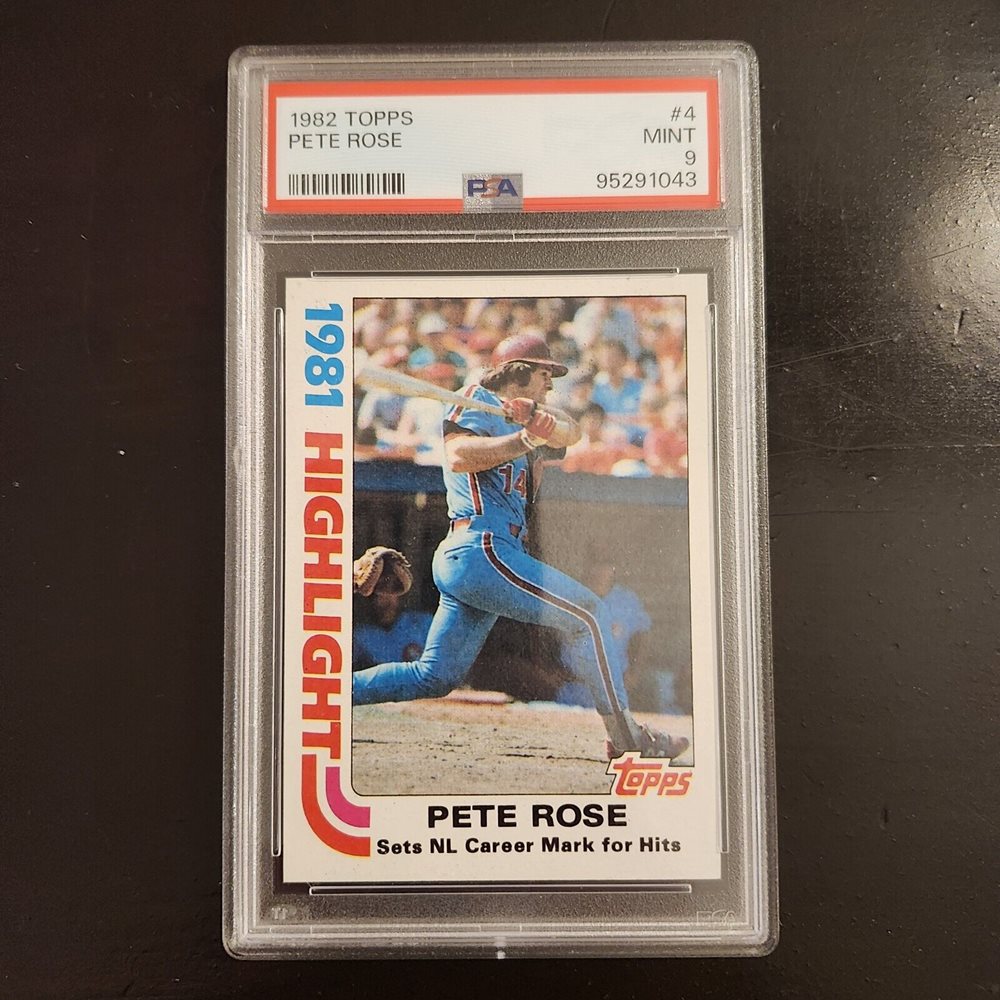 1982 TOPPS
PETE ROSE
#4
MINT
9
95291043
PSA
1981 HIGHLIGHT
14
Topps
PETE ROSE
Sets NL Career Mark for Hits
PSA